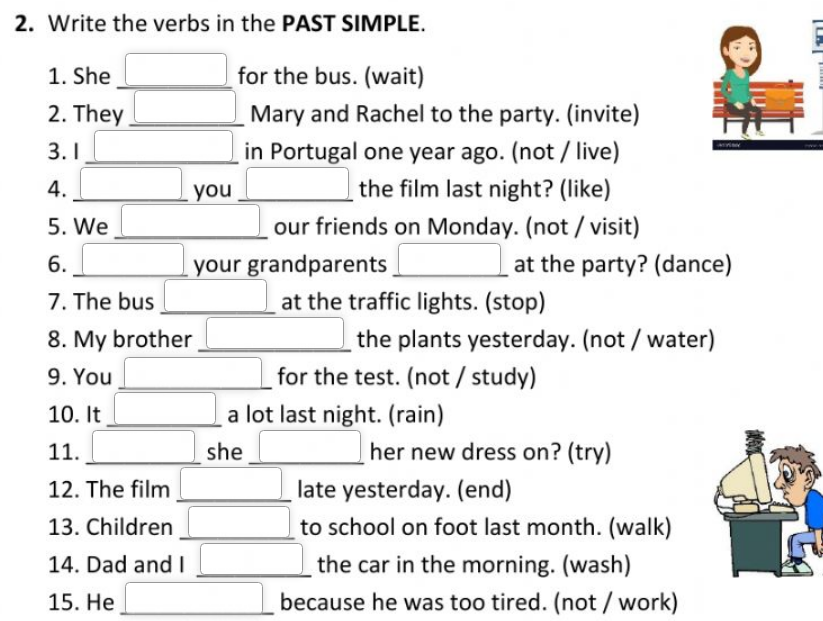 2. Write the verbs in the PAST SIMPLE.
1. She ______ for the bus. (wait)
2. They ______ Mary and Rachel to the party. (invite)
3. I ______ in Portugal one year ago. (not / live)
4. ______ you ______ the film last night? (like)
5. We ______ our friends on Monday. (not / visit)
6. ______ your grandparents ______ at the party? (dance)
7. The bus ______ at the traffic lights. (stop)
8. My brother ______ the plants yesterday. (not / water)
9. You ______ for the test. (not / study)
10. It ______ a lot last night. (rain)
11. ______ she ______ her new dress on? (try)
12. The film ______ late yesterday. (end)
13. Children ______ to school on foot last month. (walk)
14. Dad and I ______ the car in the morning. (wash)
15. He ______ because he was too tired. (not / work)